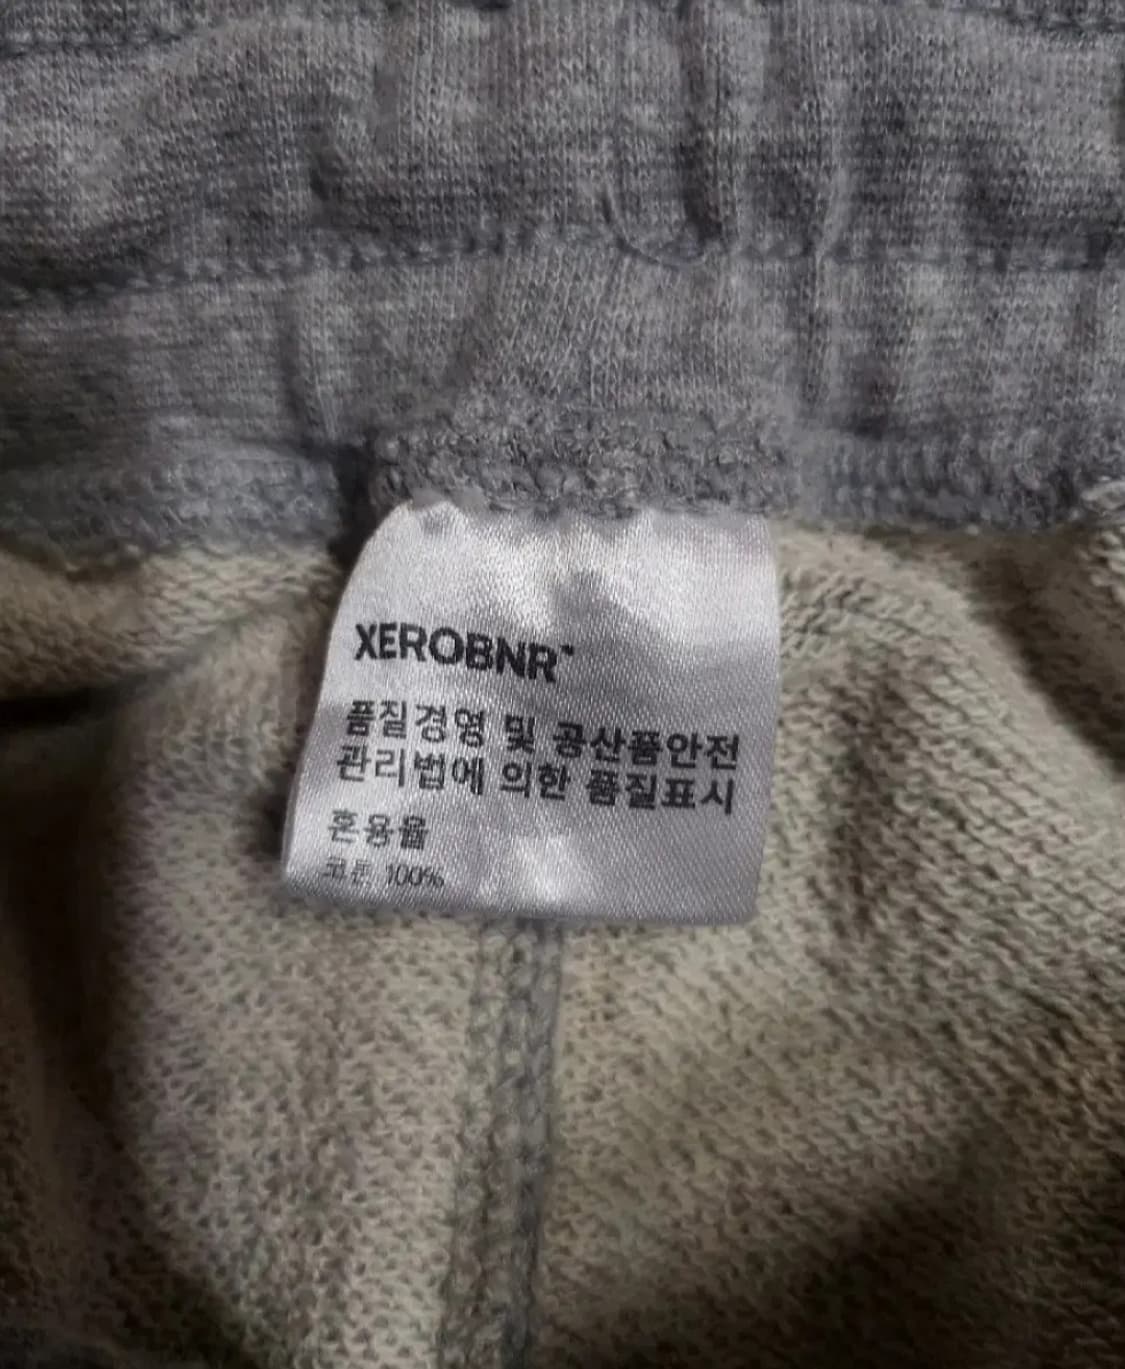 XEROBNR™
품질경영 및 공산품안전
관리법에 의한 품질표시
혼용율
코튼 100%